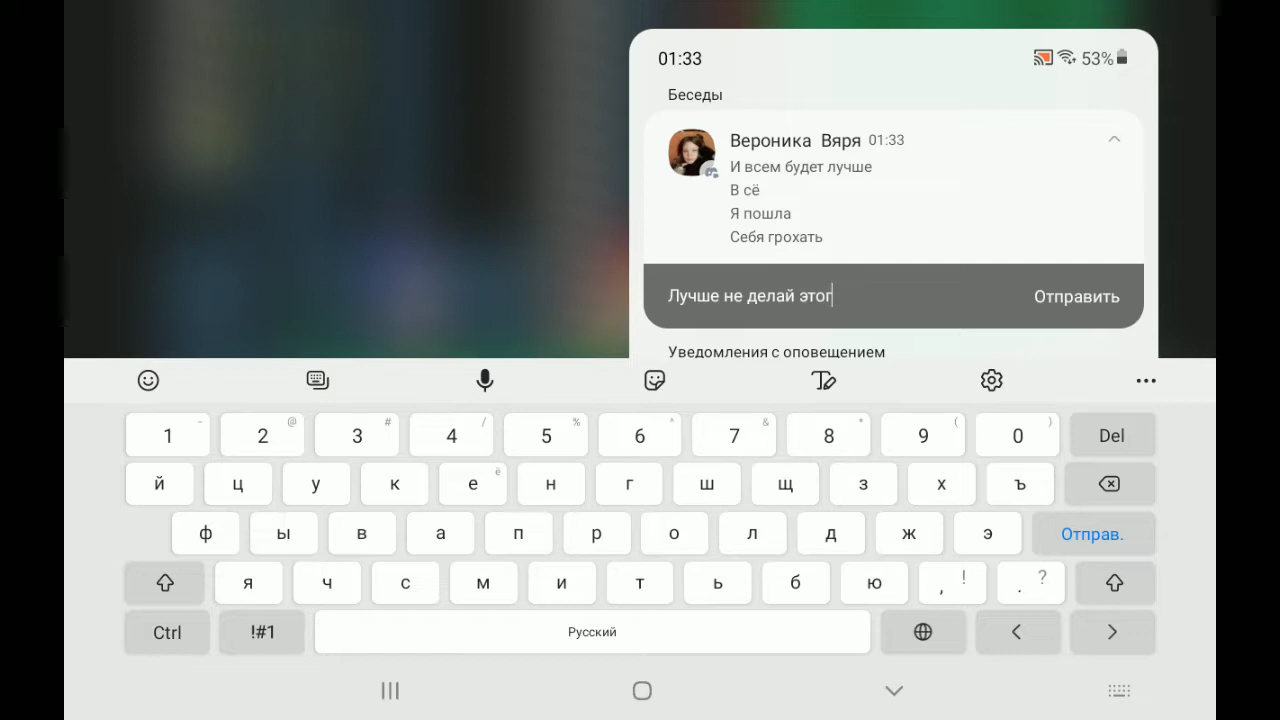 01:33
53%
Беседы
Вероника Вяря 01:33
И всем будет лучше
В сё
Я пошла
Себя грохать
Лучше не делай этог
Отправить
Уведомления с оповещением
1 - 2 @ 3 # 4 / 5 % 6 ^ 7 & 8 * 9 ( 0 ) Del
й ц у к е ё н г ш щ з х ъ
ф ы в а п р о л д ж э Отправ.
я ч с м и т ь б ю , ! . ?
Ctrl !#1 Русский